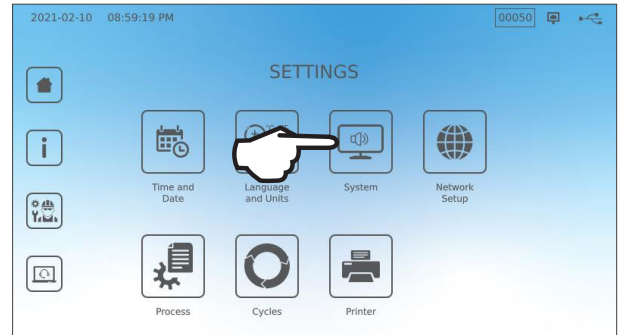 2021-02-10 08:59:19 PM
00050
SETTINGS
Time and
Date
Language
and Units
System
Network
Setup
Process
Cycles
Printer